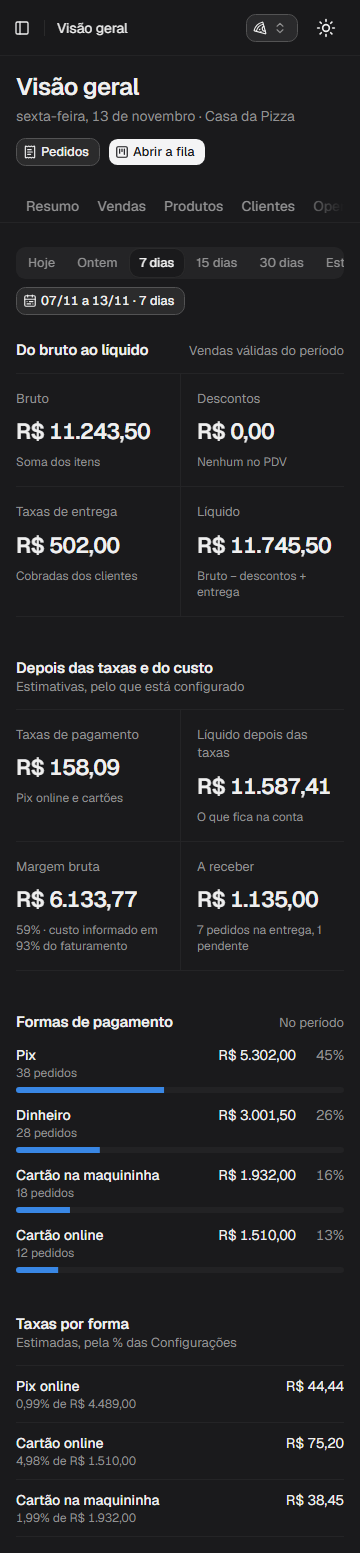 Visão geral
Visão geral
sexta-feira, 13 de novembro · Casa da Pizza
Pedidos
Abrir a fila
Resumo Vendas Produtos Clientes Ope
Hoje Ontem 7 dias 15 dias 30 dias Est
07/11 a 13/11 · 7 dias
Do bruto ao líquido Vendas válidas do período
Bruto
R$ 11.243,50
Soma dos itens
Descontos
R$ 0,00
Nenhum no PDV
Taxas de entrega
R$ 502,00
Cobradas dos clientes
Líquido
R$ 11.745,50
Bruto − descontos +
entrega
Depois das taxas e do custo
Estimativas, pelo que está configurado
Taxas de pagamento
R$ 158,09
Pix online e cartões
Líquido depois das
taxas
R$ 11.587,41
O que fica na conta
Margem bruta
R$ 6.133,77
59% · custo informado em
93% do faturamento
A receber
R$ 1.135,00
7 pedidos na entrega, 1
pendente
Formas de pagamento No período
Pix R$ 5.302,00 45%
38 pedidos
Dinheiro R$ 3.001,50 26%
28 pedidos
Cartão na maquininha R$ 1.932,00 16%
18 pedidos
Cartão online R$ 1.510,00 13%
12 pedidos
Taxas por forma
Estimadas, pela % das Configurações
Pix online R$ 44,44
0,99% de R$ 4.489,00
Cartão online R$ 75,20
4,98% de R$ 1.510,00
Cartão na maquininha R$ 38,45
1,99% de R$ 1.932,00